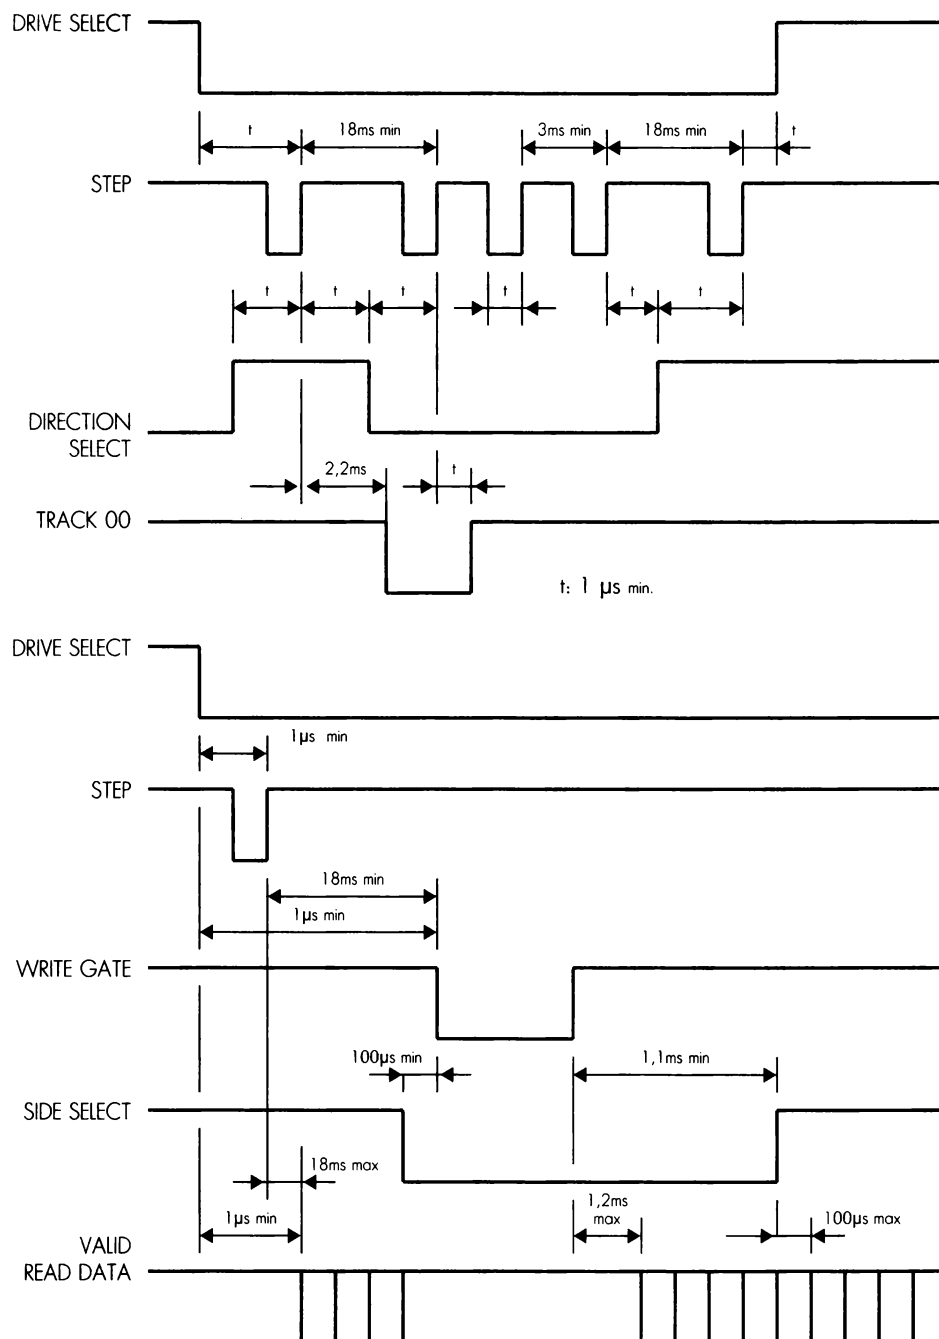 DRIVE SELECT
t
18ms min
3ms min
18ms min
t
STEP
t
t
t
t
t
t
DIRECTION
SELECT
2,2ms
t
TRACK 00
t: 1 µs min.
DRIVE SELECT
1µs min
STEP
18ms min
1µs min
WRITE GATE
100µs min
1,1ms min
SIDE SELECT
18ms max
1µs min
1,2ms
max
100µs max
VALID
READ DATA